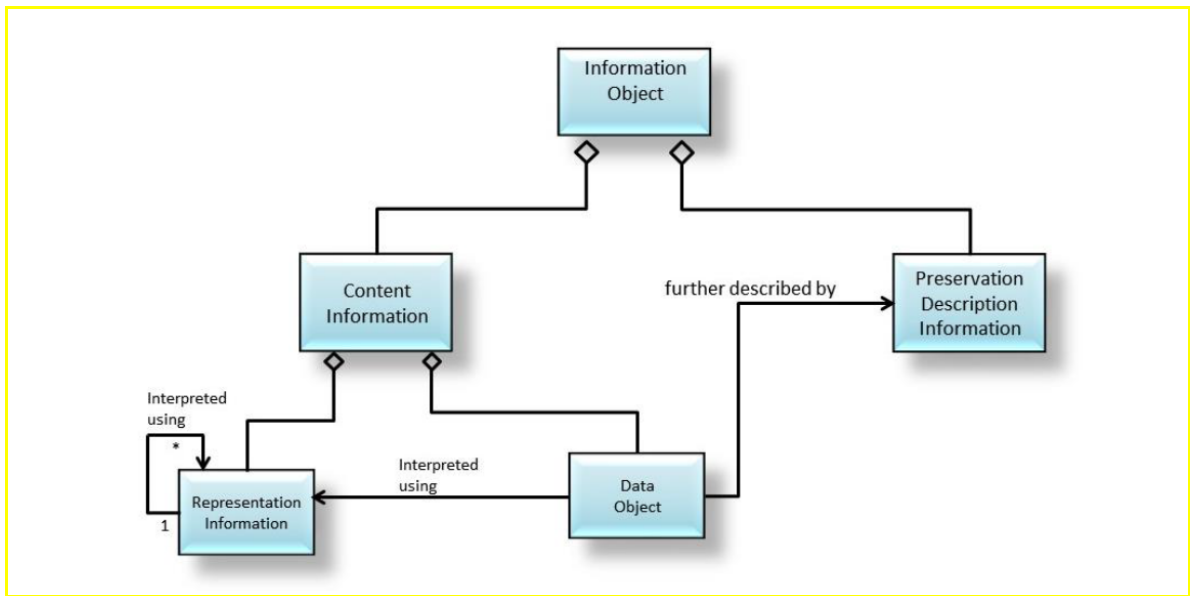 Information
Object
Content
Information
further described by
Preservation
Description
Information
Interpreted
using
*
1
Representation
Information
Interpreted
using
Data
Object